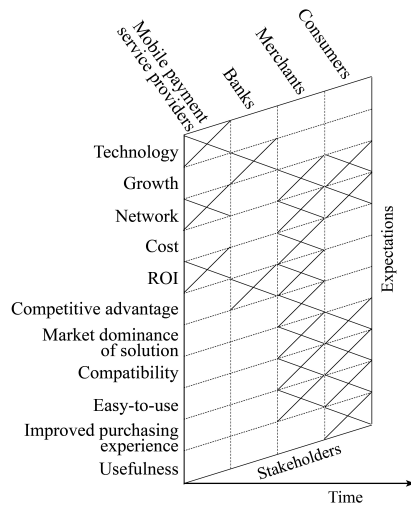 Mobile payment
service providers
Banks
Merchants
Consumers
Technology
Growth
Network
Cost
ROI
Competitive advantage
Market dominance
of solution
Compatibility
Easy-to-use
Improved purchasing
experience
Usefulness
Expectations
Stakeholders
Time